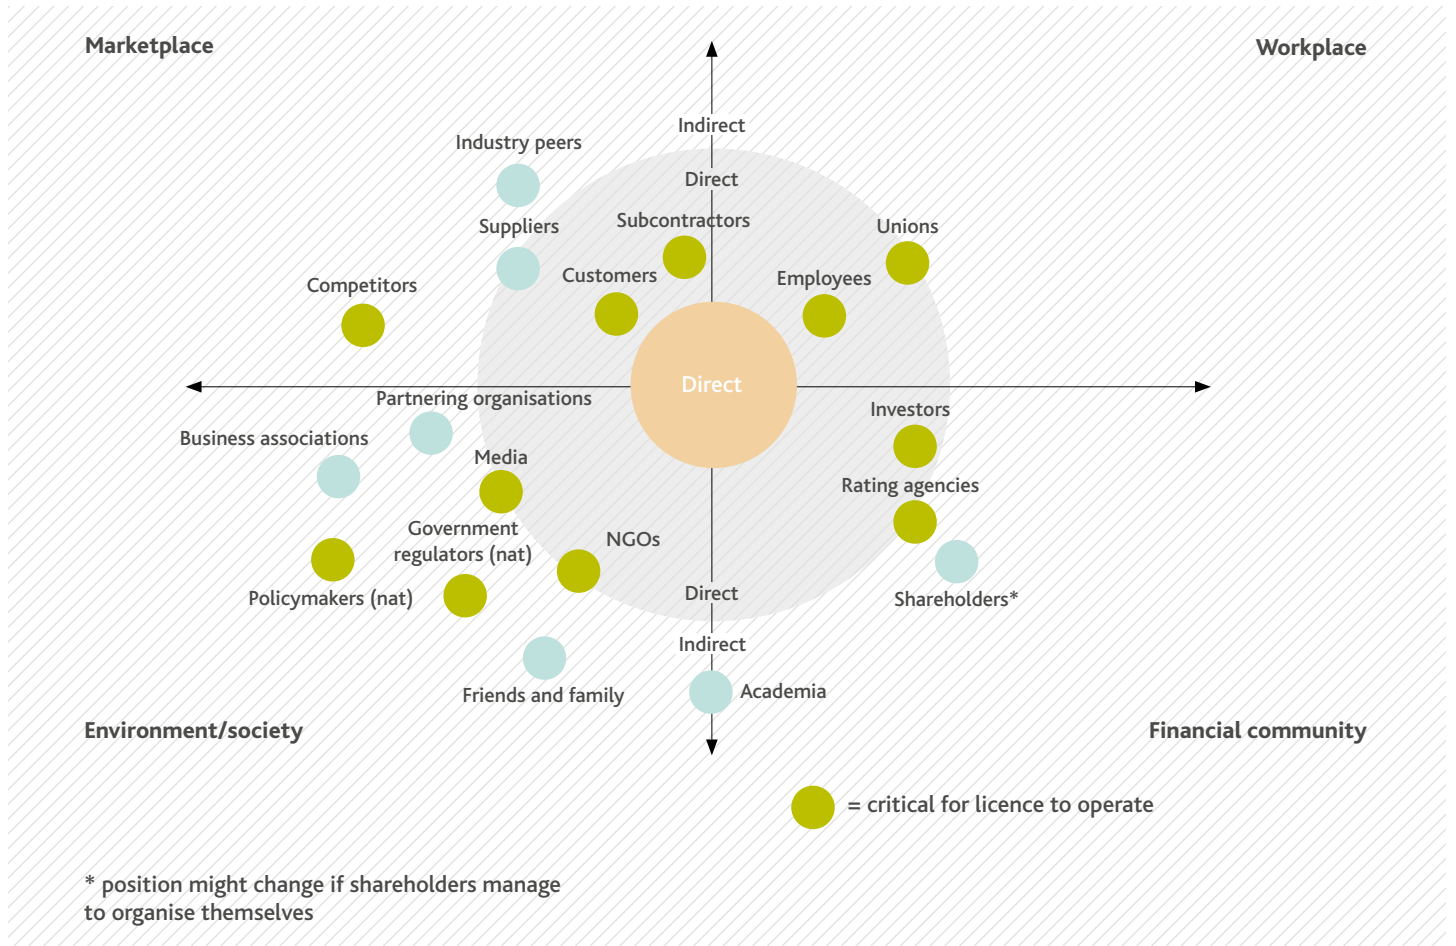 Marketplace
Workplace
Indirect
Industry peers
Direct
Subcontractors
Suppliers
Unions
Customers
Employees
Competitors
Direct
Partnering organisations
Investors
Business associations
Media
Rating agencies
Government
regulators (nat)
NGOs
Direct
Policymakers (nat)
Shareholders*
Indirect
Friends and family
Academia
Environment/society
Financial community
= critical for licence to operate
* position might change if shareholders manage
to organise themselves